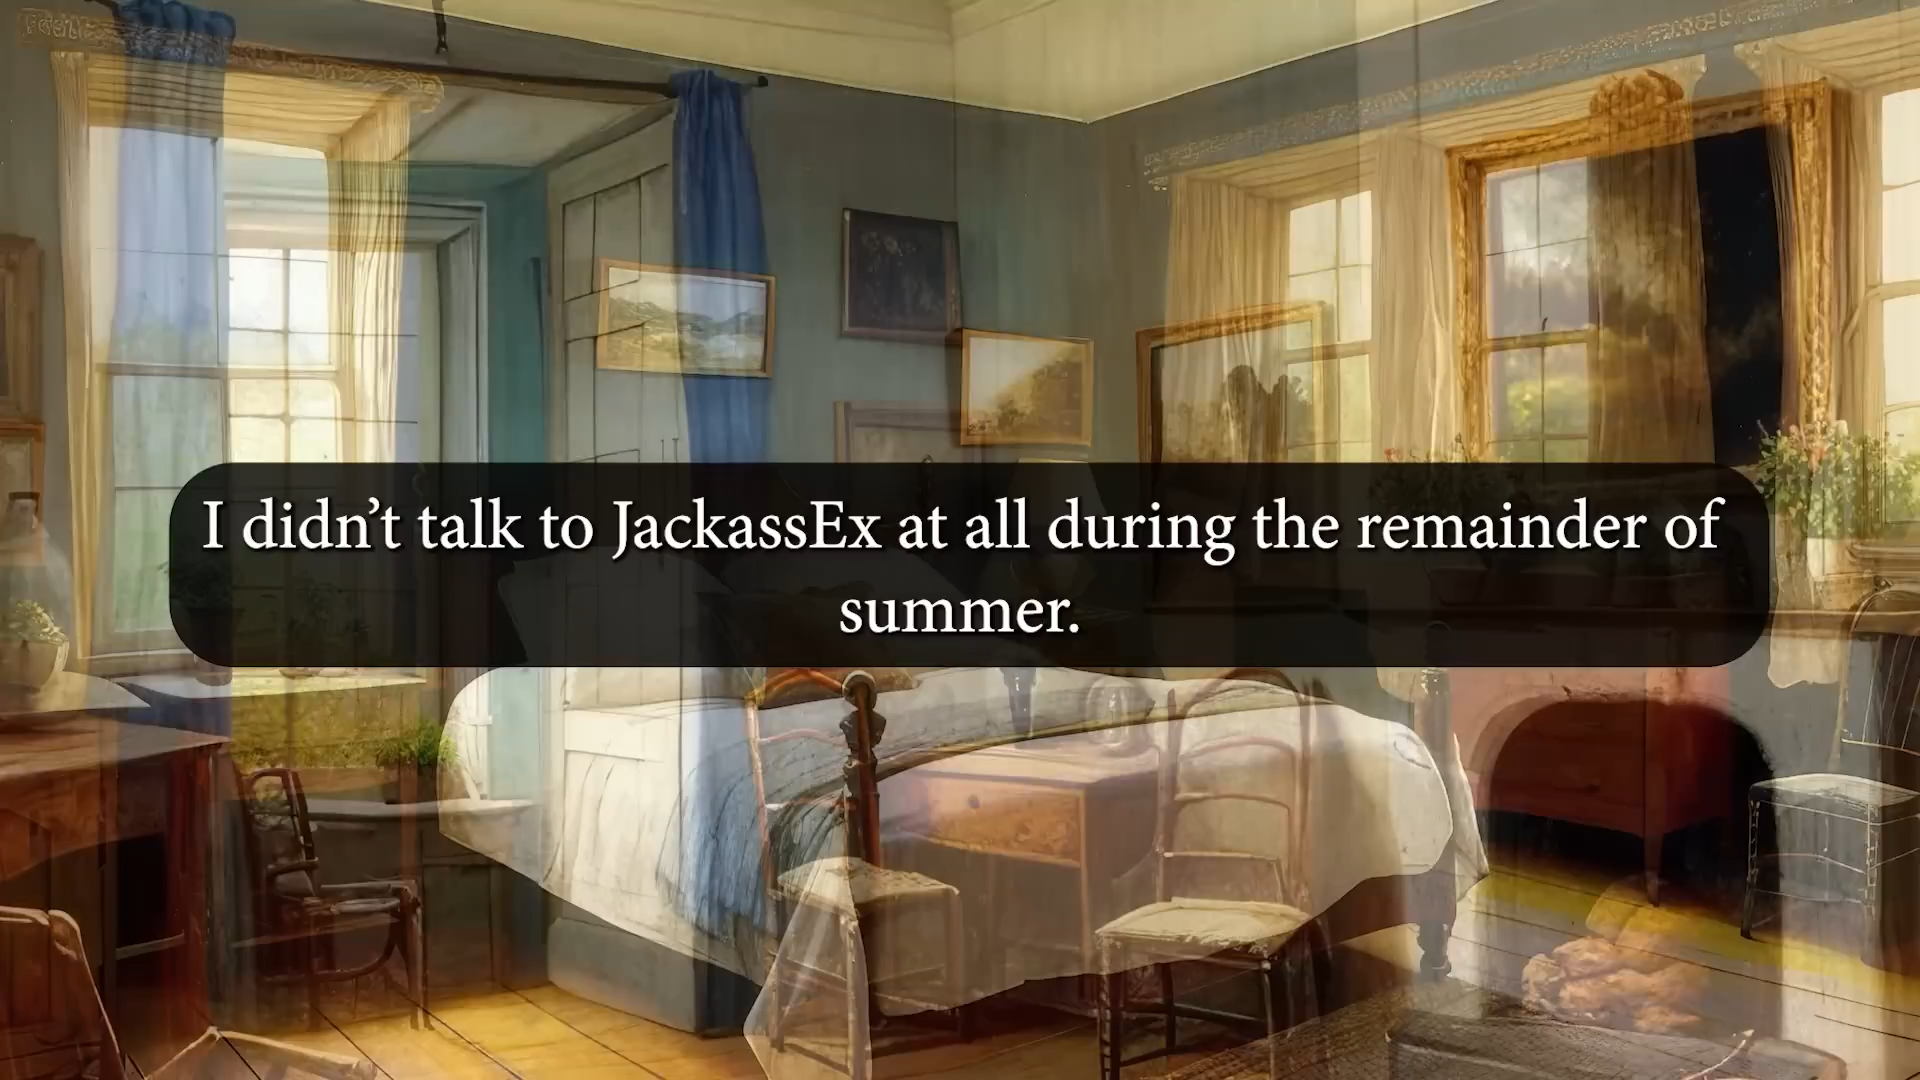 I didn’t talk to JackassEx at all during the remainder of
summer.